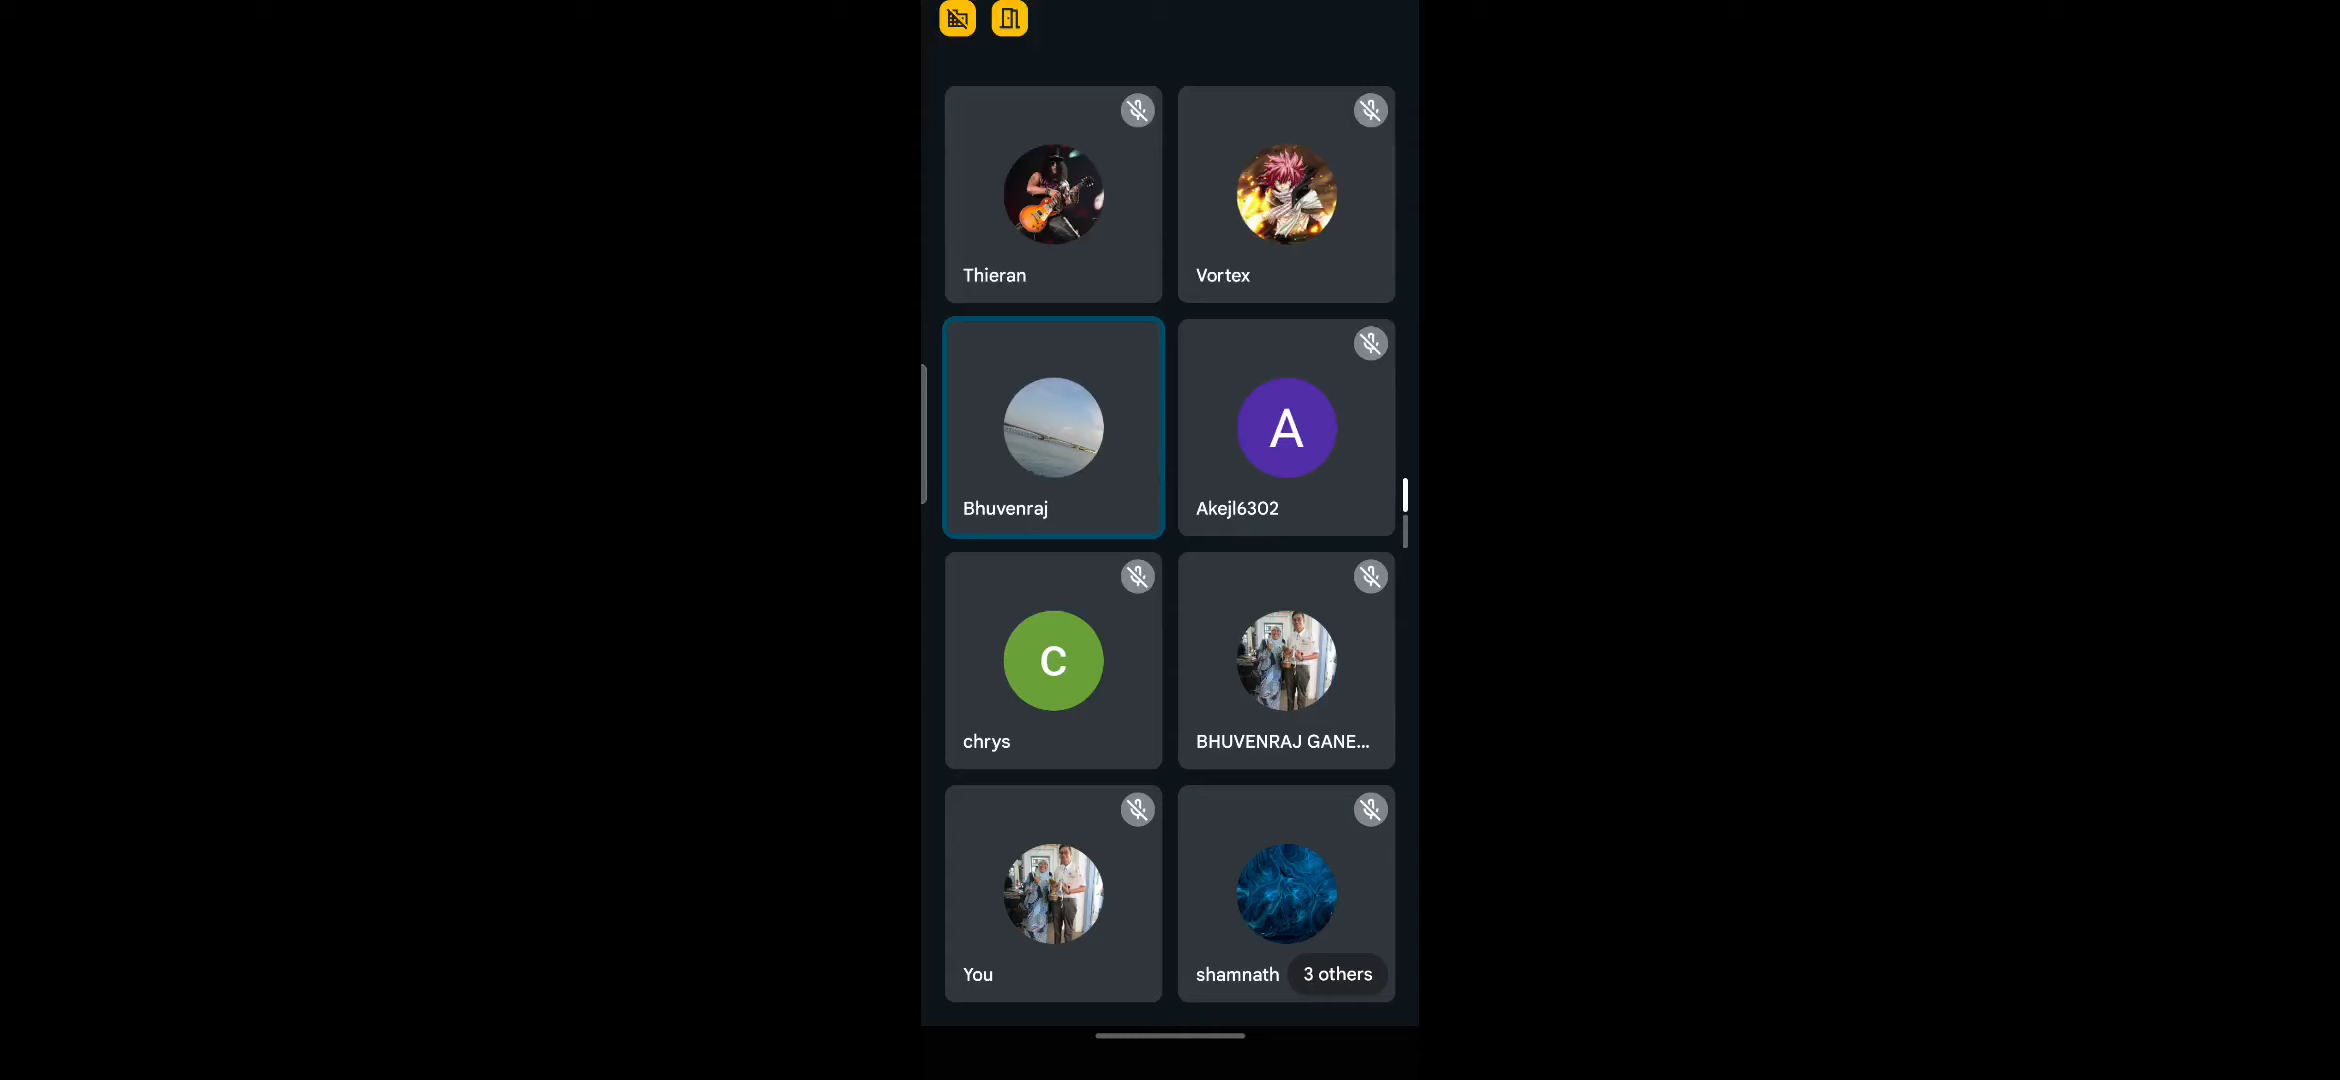 Thieran
Vortex
Bhuvenraj
A
Akejl6302
c
chrys
BHUVENRAJ GANE...
You
shamnath
3 others